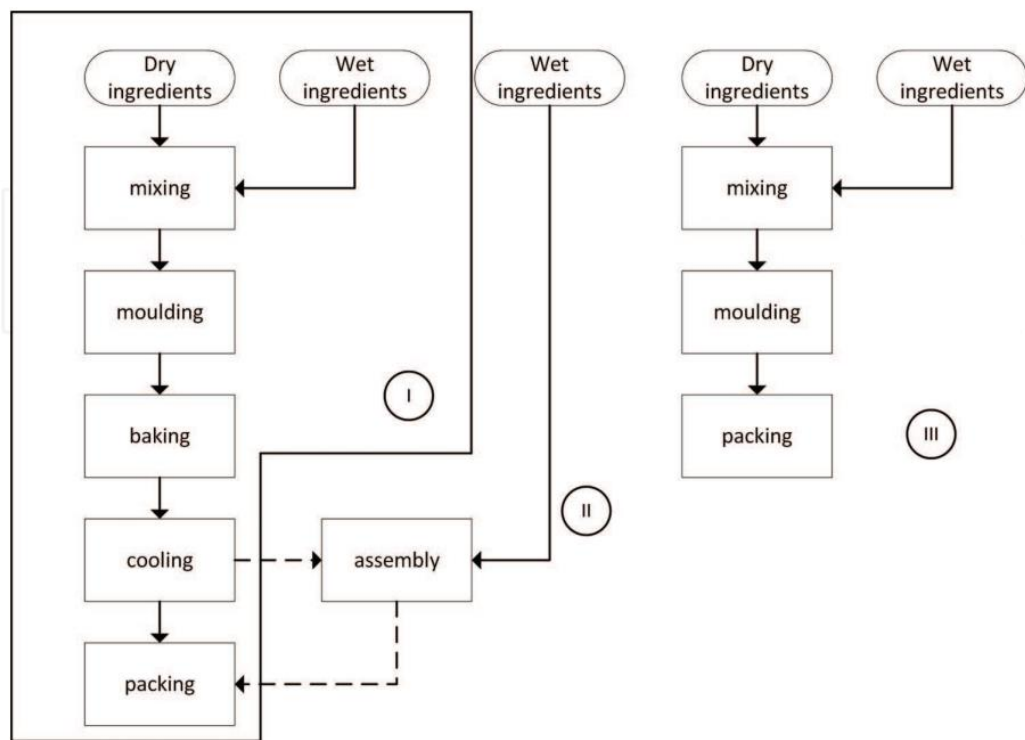 Dry
ingredients
Wet
ingredients
Wet
ingredients
Dry
ingredients
Wet
ingredients
mixing
mixing
moulding
moulding
I
baking
packing
III
II
cooling
assembly
packing